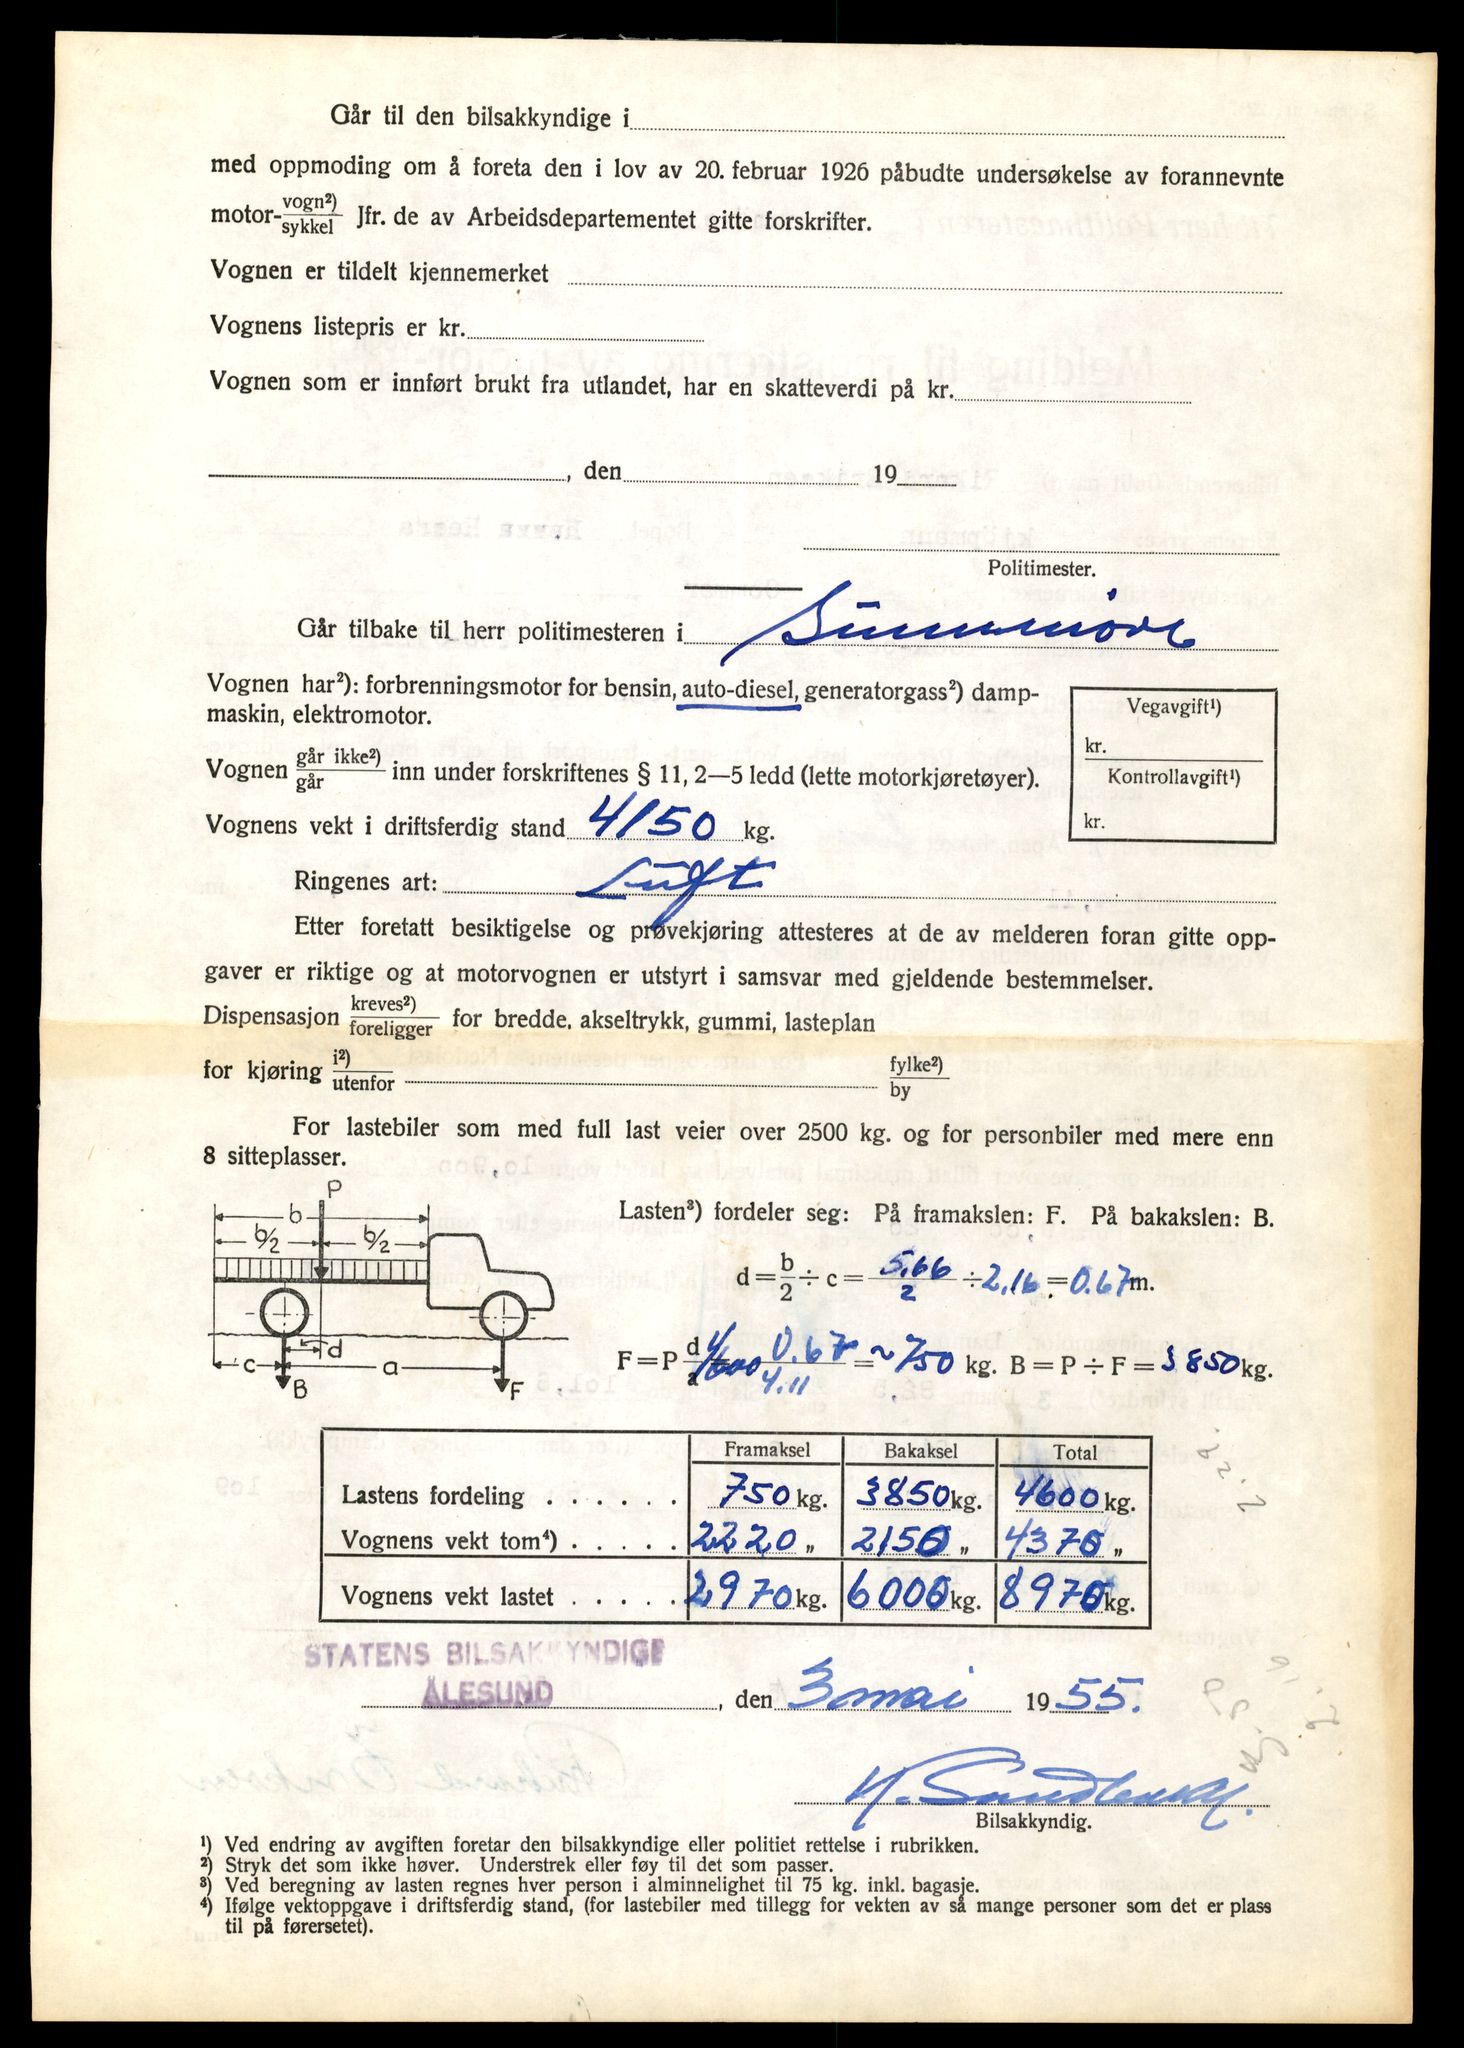 Går til den bilsakkyndige i
med oppmoding om å foreta den i lov av 20. februar 1926 påbudte undersøkelse av forannevnte
motor- vogn²) / sykkel Jfr. de av Arbeidsdepartementet gitte forskrifter.
Vognen er tildelt kjennemerket
Vognens listepris er kr.
Vognen som er innført brukt fra utlandet, har en skatteverdi på kr.
, den 19
Politimester.
Går tilbake til herr politimesteren i Sunnmøre
Vognen har²): forbrenningsmotor for bensin, auto-diesel, generatorgass²) damp-
maskin, elektromotor.
Vegavgift¹)
kr.
Kontrollavgift¹)
kr.
Vognen går ikke²) / går inn under forskriftenes § 11, 2—5 ledd (lette motorkjøretøyer).
Vognens vekt i driftsferdig stand 4150 kg.
Ringenes art: Luft
Etter foretatt besiktigelse og prøvekjøring attesteres at de av melderen foran gitte opp-
gaver er riktige og at motorvognen er utstyrt i samsvar med gjeldende bestemmelser.
Dispensasjon kreves²) / foreligger for bredde, akseltrykk, gummi, lasteplan
for kjøring i²) / utenfor fylke²) / by
For lastebiler som med full last veier over 2500 kg. og for personbiler med mere enn
8 sitteplasser.
P
b
b/2 b/2
d
c a
B F
Lasten³) fordeler seg: På framakslen: F. På bakakslen: B.
d = b/2 ÷ c = 5.66/2 ÷ 2.16 = 0.67 m.
F = P d/a 4600 0.67/4.11 = ~750 kg. B = P ÷ F = 3850 kg.
Framaksel Bakaksel Total
Lastens fordeling . . . . . . 750 kg. 3850 kg. 4600 kg.
Vognens vekt tom⁴) . . . . . 2220 „ 2150 „ 4370 „
Vognens vekt lastet . . . . . 2970 kg. 6000 kg. 8970 kg.
STATENS BILSAKKYNDIGE
ÅLESUND
, den 3 mai 1955.
Bilsakkyndig.
¹) Ved endring av avgiften foretar den bilsakkyndige eller politiet rettelse i rubrikken.
²) Stryk det som ikke høver. Understrek eller føy til det som passer.
³) Ved beregning av lasten regnes hver person i alminnelighet til 75 kg. inkl. bagasje.
⁴) Ifølge vektoppgave i driftsferdig stand, (for lastebiler med tillegg for vekten av så mange personer som det er plass
til på førersetet).